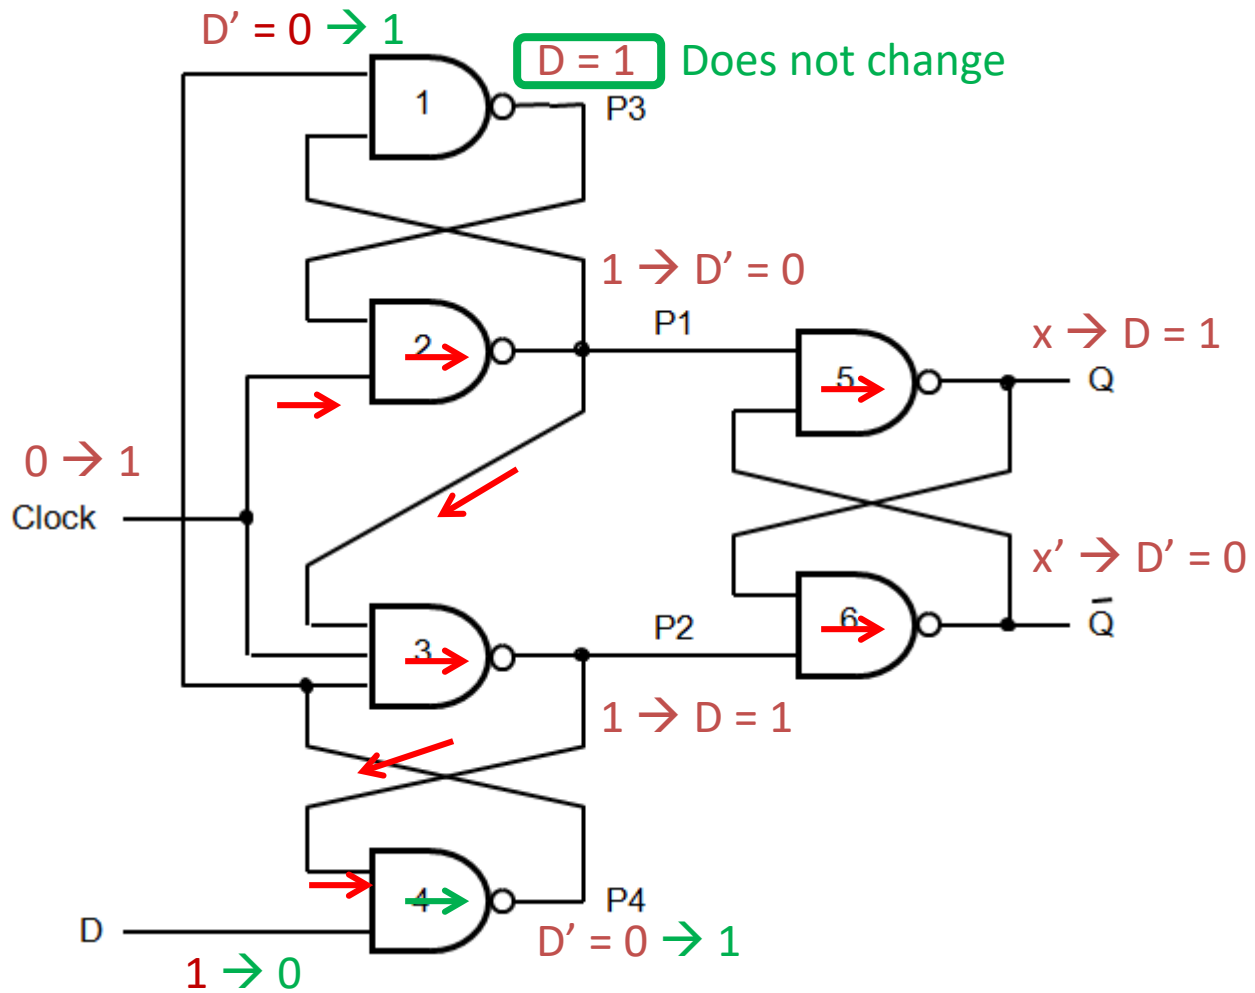 D’ = 0 → 1
D = 1 Does not change
1
P3
1 → D’ = 0
2
P1
x → D = 1
5
Q
0 → 1
Clock
x’ → D’ = 0
3
P2
6
Q̅
1 → D = 1
4
P4
D
D’ = 0 → 1
1 → 0